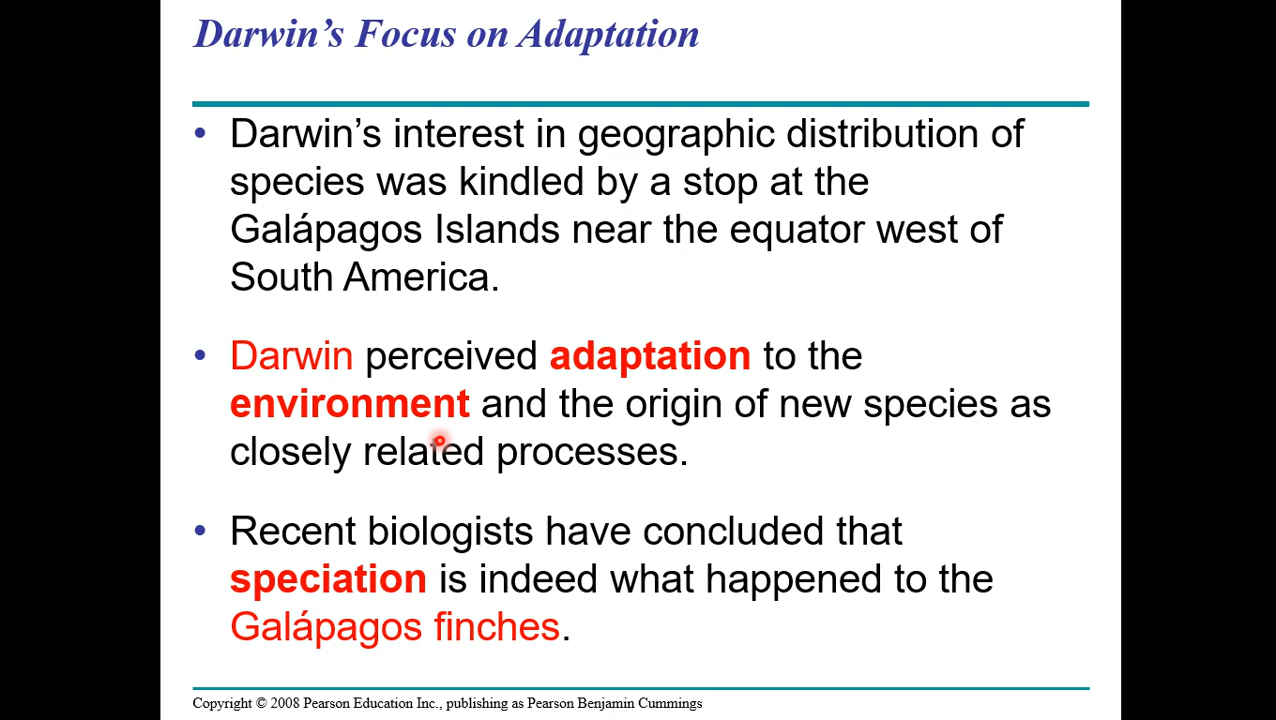 Darwin’s Focus on Adaptation
• Darwin’s interest in geographic distribution of
species was kindled by a stop at the
Galápagos Islands near the equator west of
South America.
• Darwin perceived adaptation to the
environment and the origin of new species as
closely related processes.
• Recent biologists have concluded that
speciation is indeed what happened to the
Galápagos finches.
Copyright © 2008 Pearson Education Inc., publishing as Pearson Benjamin Cummings